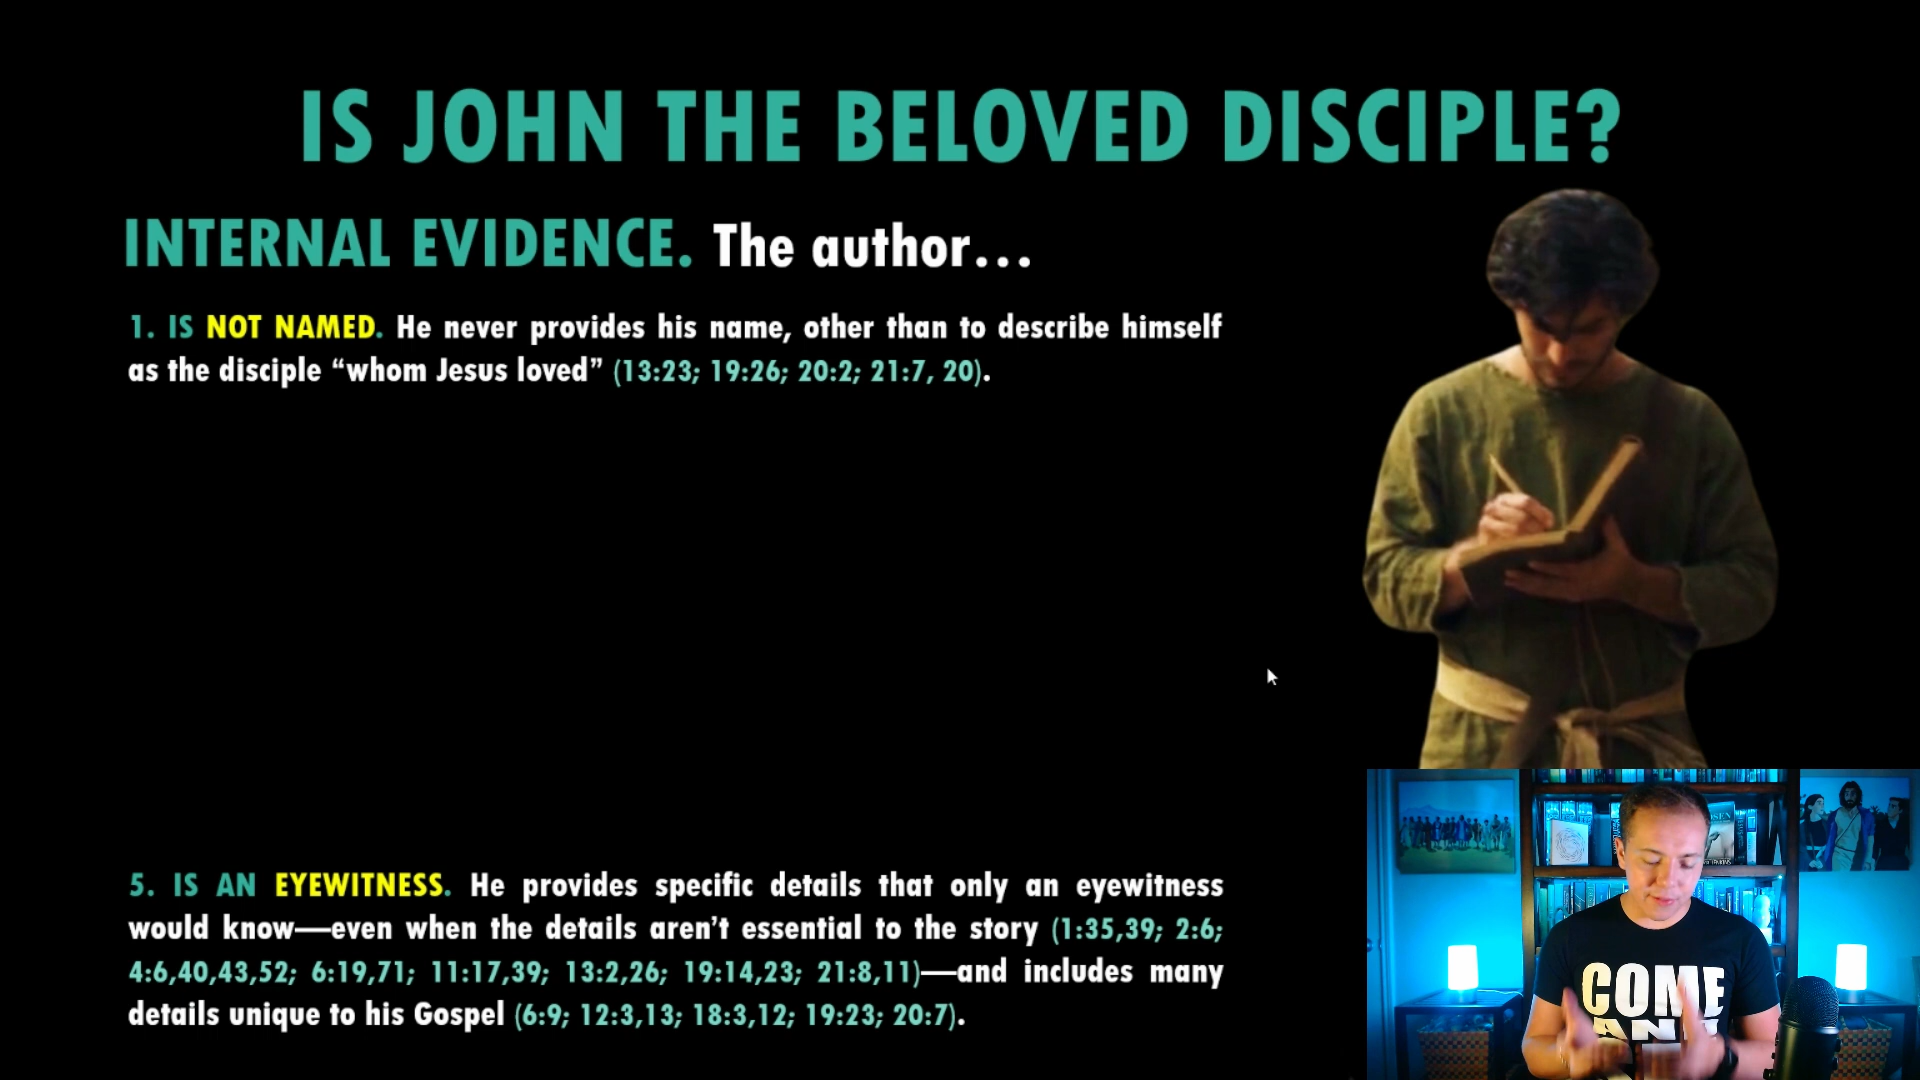 IS JOHN THE BELOVED DISCIPLE?
INTERNAL EVIDENCE. The author...
1. IS NOT NAMED. He never provides his name, other than to describe himself
as the disciple “whom Jesus loved” (13:23; 19:26; 20:2; 21:7, 20).
5. IS AN EYEWITNESS. He provides specific details that only an eyewitness
would know—even when the details aren’t essential to the story (1:35,39; 2:6;
4:6,40,43,52; 6:19,71; 11:17,39; 13:2,26; 19:14,23; 21:8,11)—and includes many
details unique to his Gospel (6:9; 12:3,13; 18:3,12; 19:23; 20:7).
COME
AND